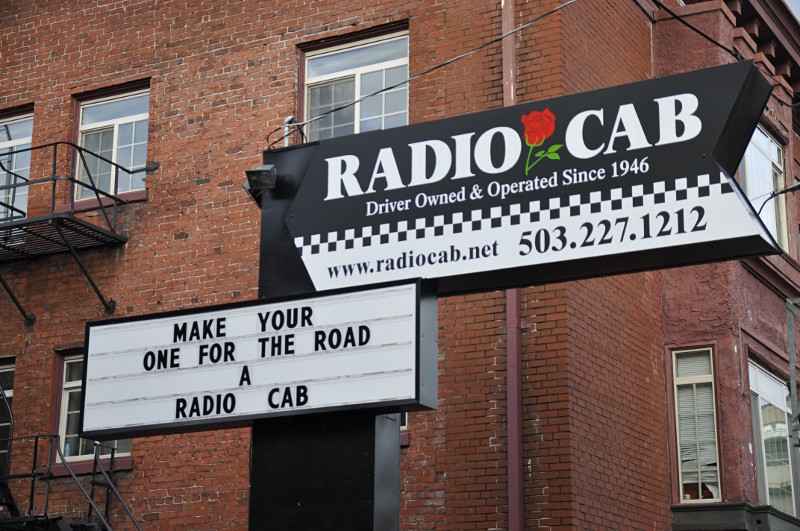 RADIO CAB
Driver Owned & Operated Since 1946
www.radiocab.net 503.227.1212
MAKE YOUR
ONE FOR THE ROAD
A
RADIO CAB